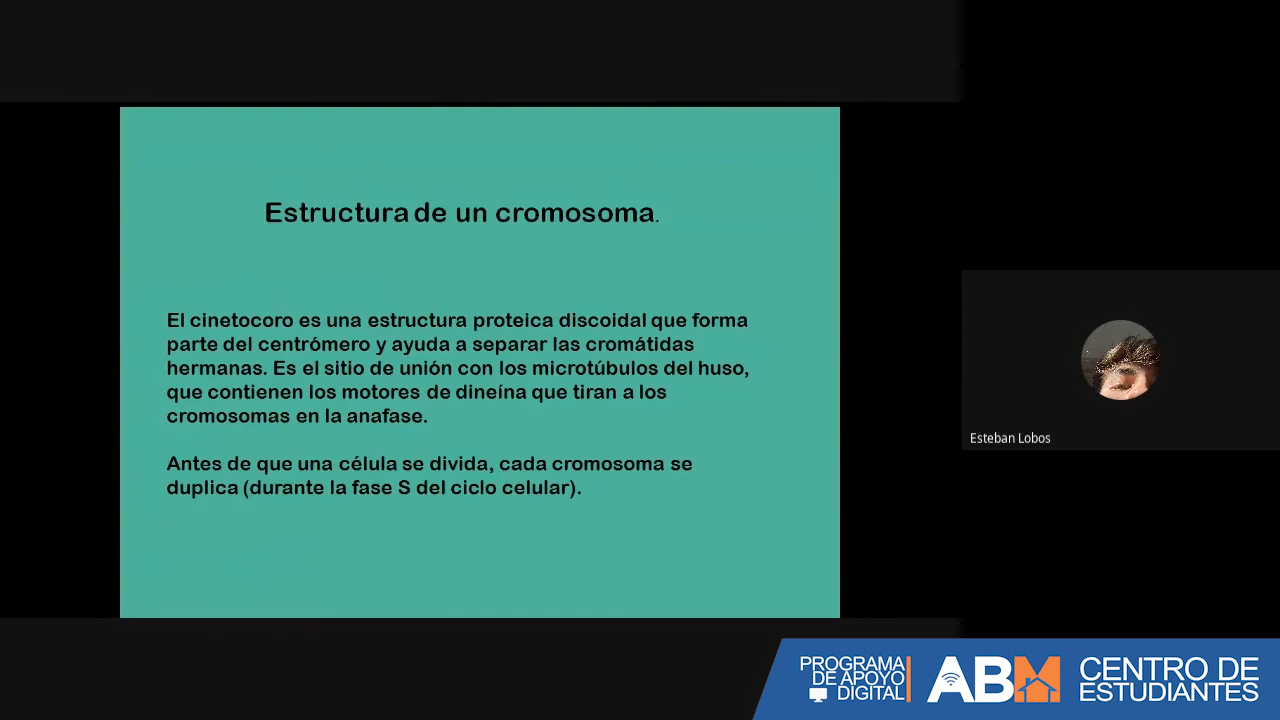 Estructura de un cromosoma.
El cinetocoro es una estructura proteica discoidal que forma
parte del centrómero y ayuda a separar las cromátidas
hermanas. Es el sitio de unión con los microtúbulos del huso,
que contienen los motores de dineína que tiran a los
cromosomas en la anafase.
Antes de que una célula se divida, cada cromosoma se
duplica (durante la fase S del ciclo celular).
Esteban Lobos
PROGRAMA
DE APOYO
DIGITAL
ABM
CENTRO DE
ESTUDIANTES